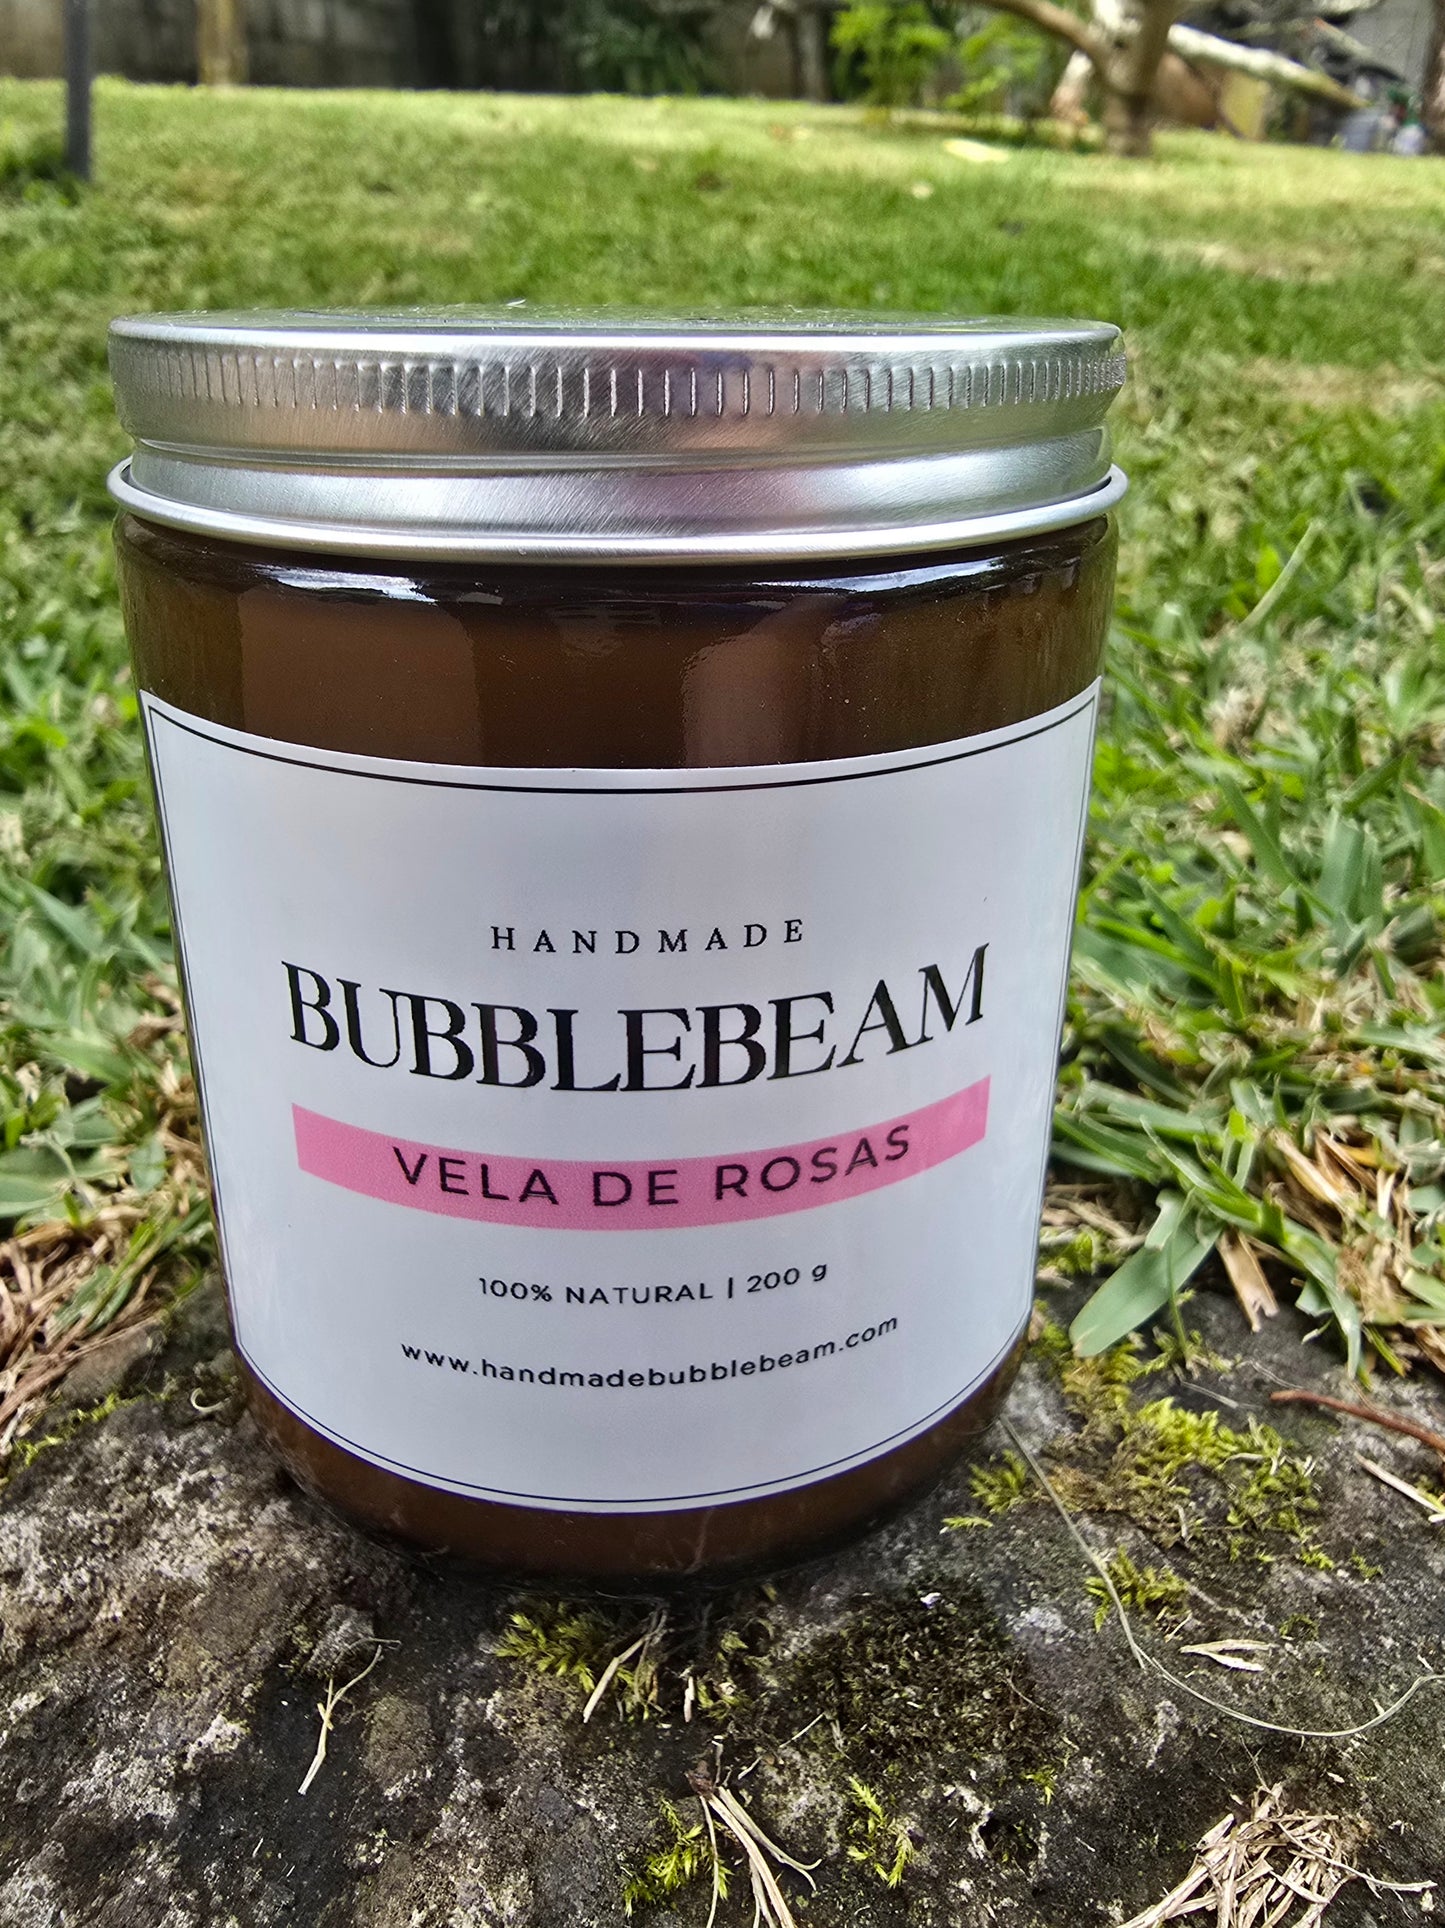 HANDMADE
BUBBLEBEAM
VELA DE ROSAS
100% NATURAL | 200 g
www.handmadebubblebeam.com